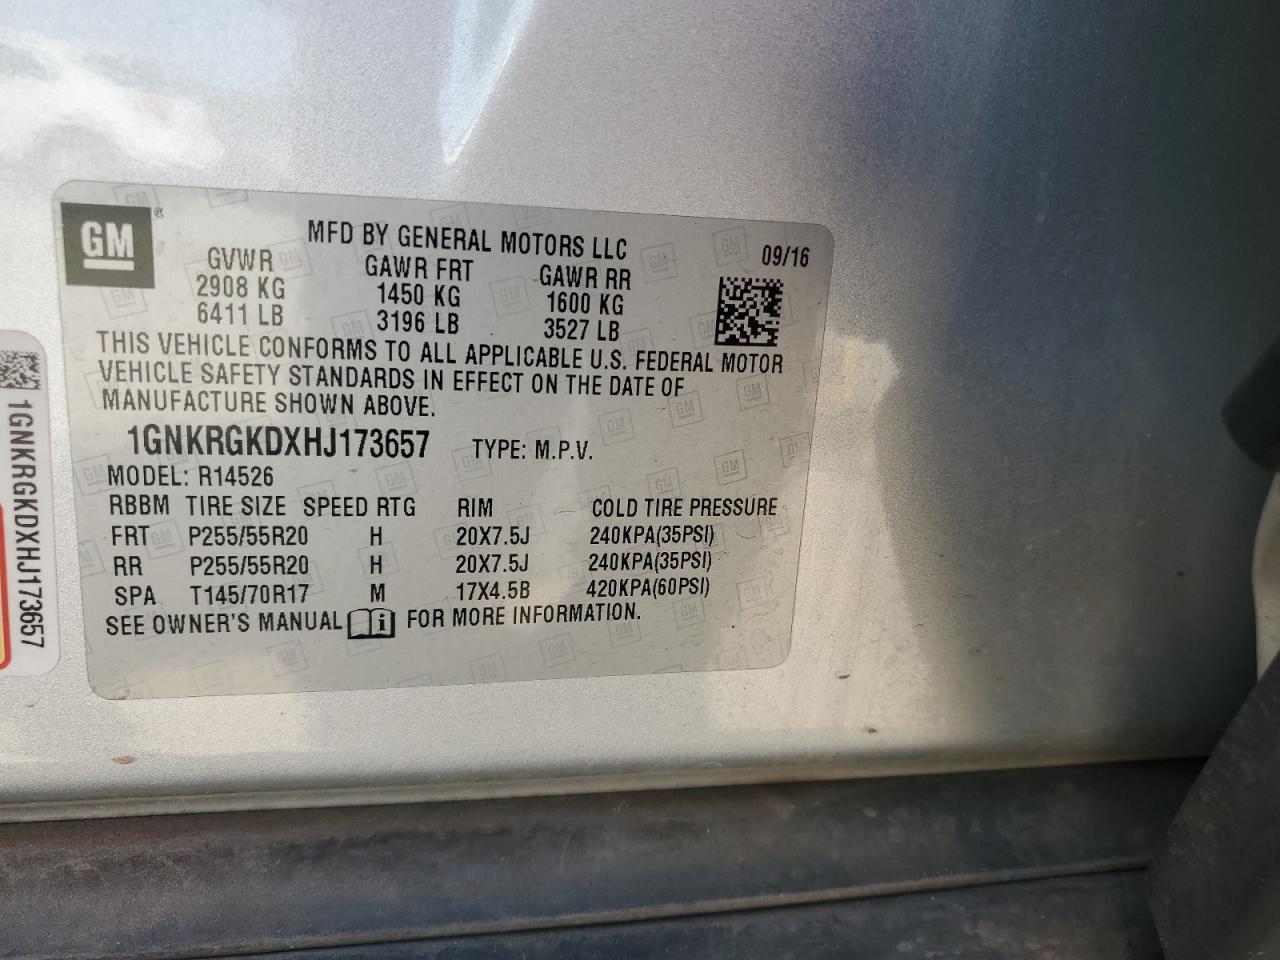 GM®
MFD BY GENERAL MOTORS LLC
09/16
GVWR GAWR FRT GAWR RR
2908 KG 1450 KG 1600 KG
6411 LB 3196 LB 3527 LB
THIS VEHICLE CONFORMS TO ALL APPLICABLE U.S. FEDERAL MOTOR
VEHICLE SAFETY STANDARDS IN EFFECT ON THE DATE OF
MANUFACTURE SHOWN ABOVE.
1GNKRGKDXHJ173657 TYPE: M.P.V.
MODEL: R14526
RBBM TIRE SIZE SPEED RTG RIM COLD TIRE PRESSURE
FRT P255/55R20 H 20X7.5J 240KPA(35PSI)
RR P255/55R20 H 20X7.5J 240KPA(35PSI)
SPA T145/70R17 M 17X4.5B 420KPA(60PSI)
SEE OWNER'S MANUAL i FOR MORE INFORMATION.
1GNKRGKDXHJ173657